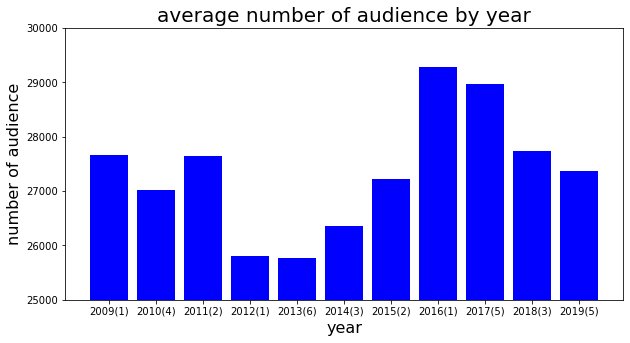 average number of audience by year
number of audience
30000
29000
28000
27000
26000
25000
2009(1) 2010(4) 2011(2) 2012(1) 2013(6) 2014(3) 2015(2) 2016(1) 2017(5) 2018(3) 2019(5)
year